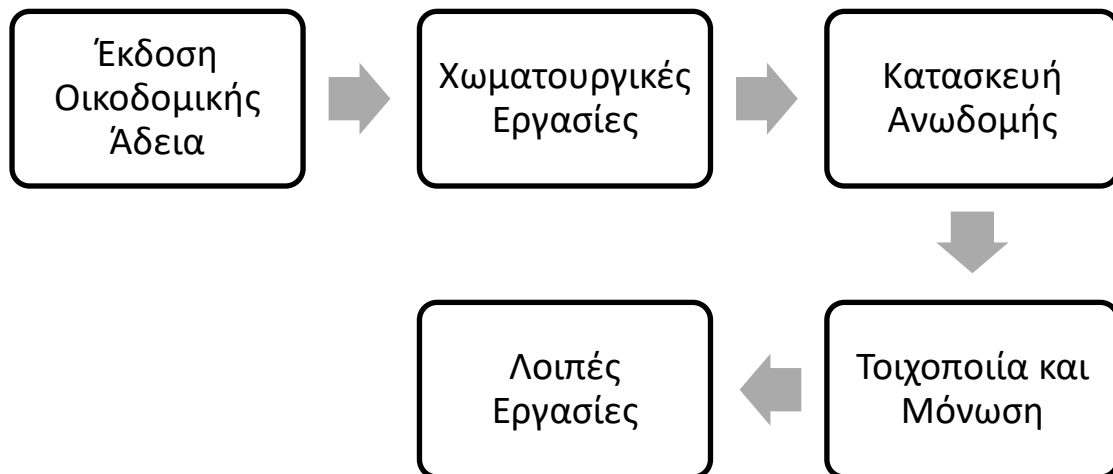 Έκδοση
Οικοδομικής
Άδεια
Χωματουργικές
Εργασίες
Κατασκευή
Ανωδομής
Τοιχοποιία και
Μόνωση
Λοιπές
Εργασίες